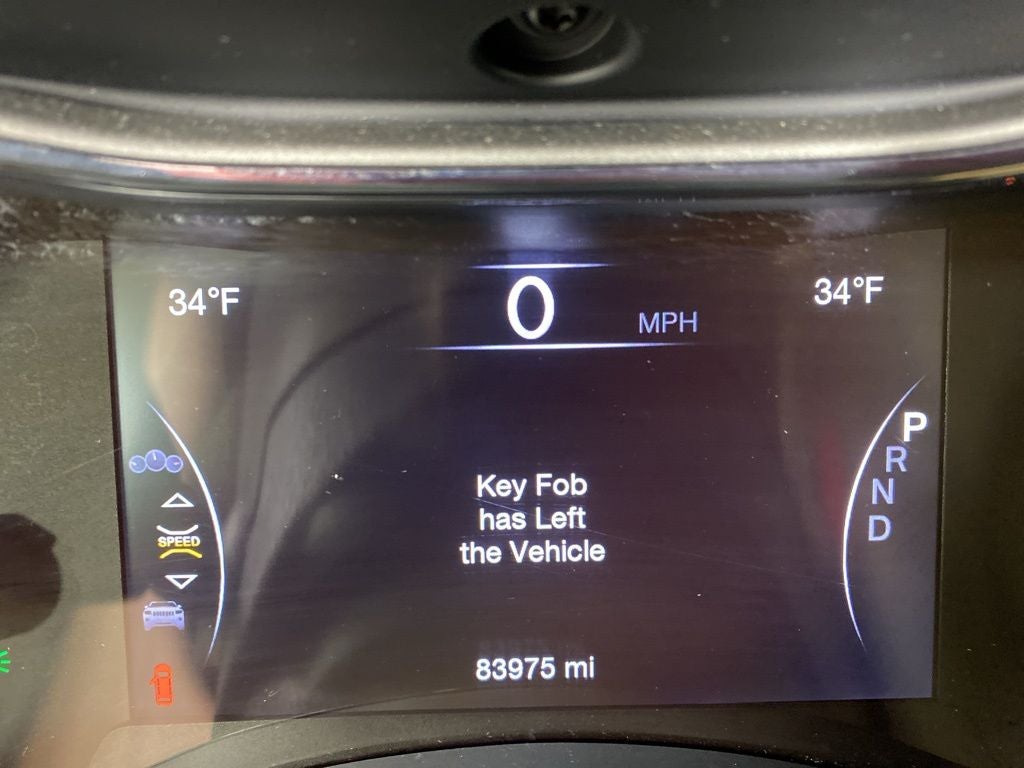 34°F
0
MPH
34°F
P
R
N
D
SPEED
Key Fob
has Left
the Vehicle
83975 mi